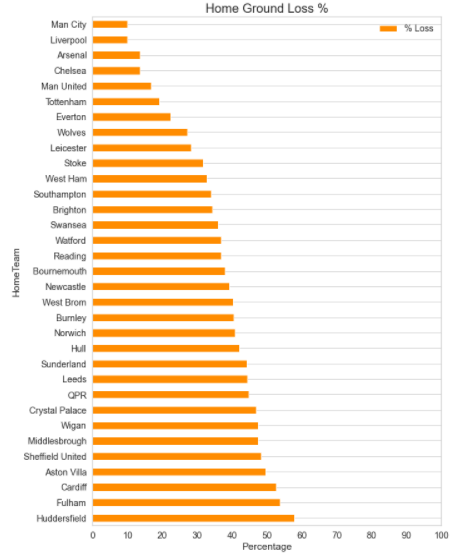 Home Ground Loss %
% Loss
HomeTeam
Man City
Liverpool
Arsenal
Chelsea
Man United
Tottenham
Everton
Wolves
Leicester
Stoke
West Ham
Southampton
Brighton
Swansea
Watford
Reading
Bournemouth
Newcastle
West Brom
Burnley
Norwich
Hull
Sunderland
Leeds
QPR
Crystal Palace
Wigan
Middlesbrough
Sheffield United
Aston Villa
Cardiff
Fulham
Huddersfield
0 10 20 30 40 50 60 70 80 90 100
Percentage